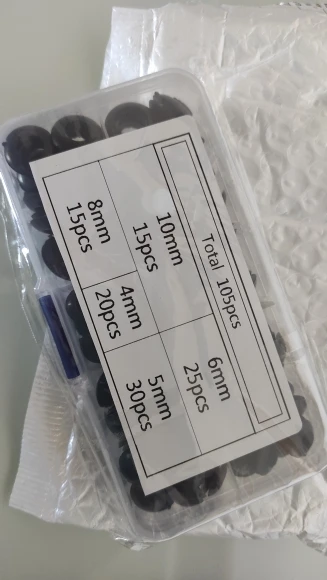 Total 105pcs
10mm
15pcs
6mm
25pcs
8mm
15pcs
4mm
20pcs
5mm
30pcs